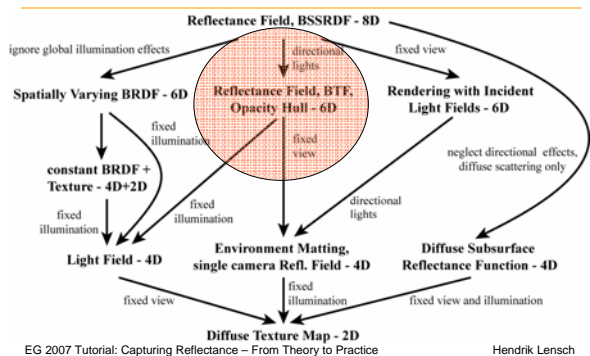 Reflectance Field, BSSRDF - 8D
ignore global illumination effects
directional
lights
fixed view
Spatially Varying BRDF - 6D
Reflectance Field, BTF,
Opacity Hull - 6D
Rendering with Incident
Light Fields - 6D
fixed
illumination
fixed
view
neglect directional effects,
diffuse scattering only
constant BRDF +
Texture - 4D+2D
fixed
illumination
fixed
illumination
directional
lights
Light Field - 4D
Environment Matting,
single camera Refl. Field - 4D
Diffuse Subsurface
Reflectance Function - 4D
fixed view
fixed
illumination
fixed view and illumination
Diffuse Texture Map - 2D
EG 2007 Tutorial: Capturing Reflectance – From Theory to Practice
Hendrik Lensch